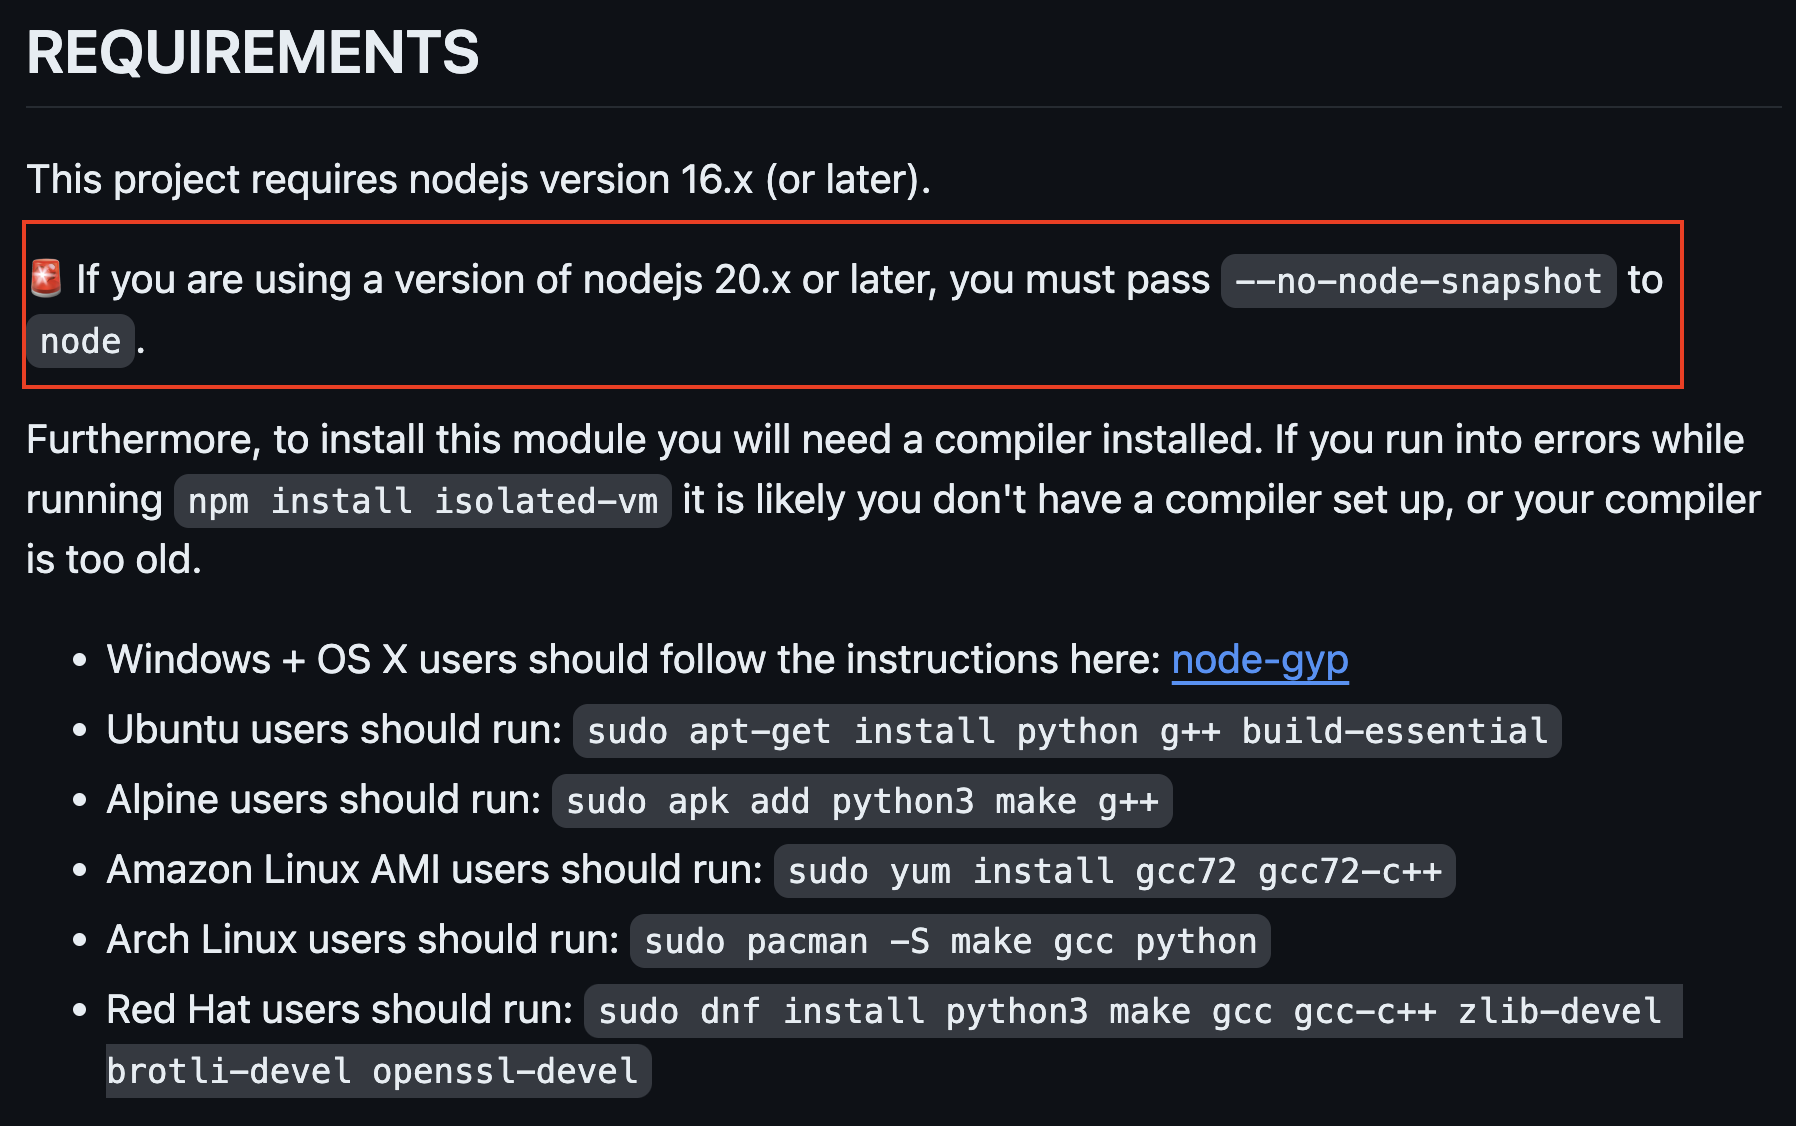 REQUIREMENTS
This project requires nodejs version 16.x (or later).
🚨 If you are using a version of nodejs 20.x or later, you must pass --no-node-snapshot to
node.
Furthermore, to install this module you will need a compiler installed. If you run into errors while
running npm install isolated-vm it is likely you don't have a compiler set up, or your compiler
is too old.
• Windows + OS X users should follow the instructions here: node-gyp
• Ubuntu users should run: sudo apt-get install python g++ build-essential
• Alpine users should run: sudo apk add python3 make g++
• Amazon Linux AMI users should run: sudo yum install gcc72 gcc72-c++
• Arch Linux users should run: sudo pacman -S make gcc python
• Red Hat users should run: sudo dnf install python3 make gcc gcc-c++ zlib-devel
brotli-devel openssl-devel